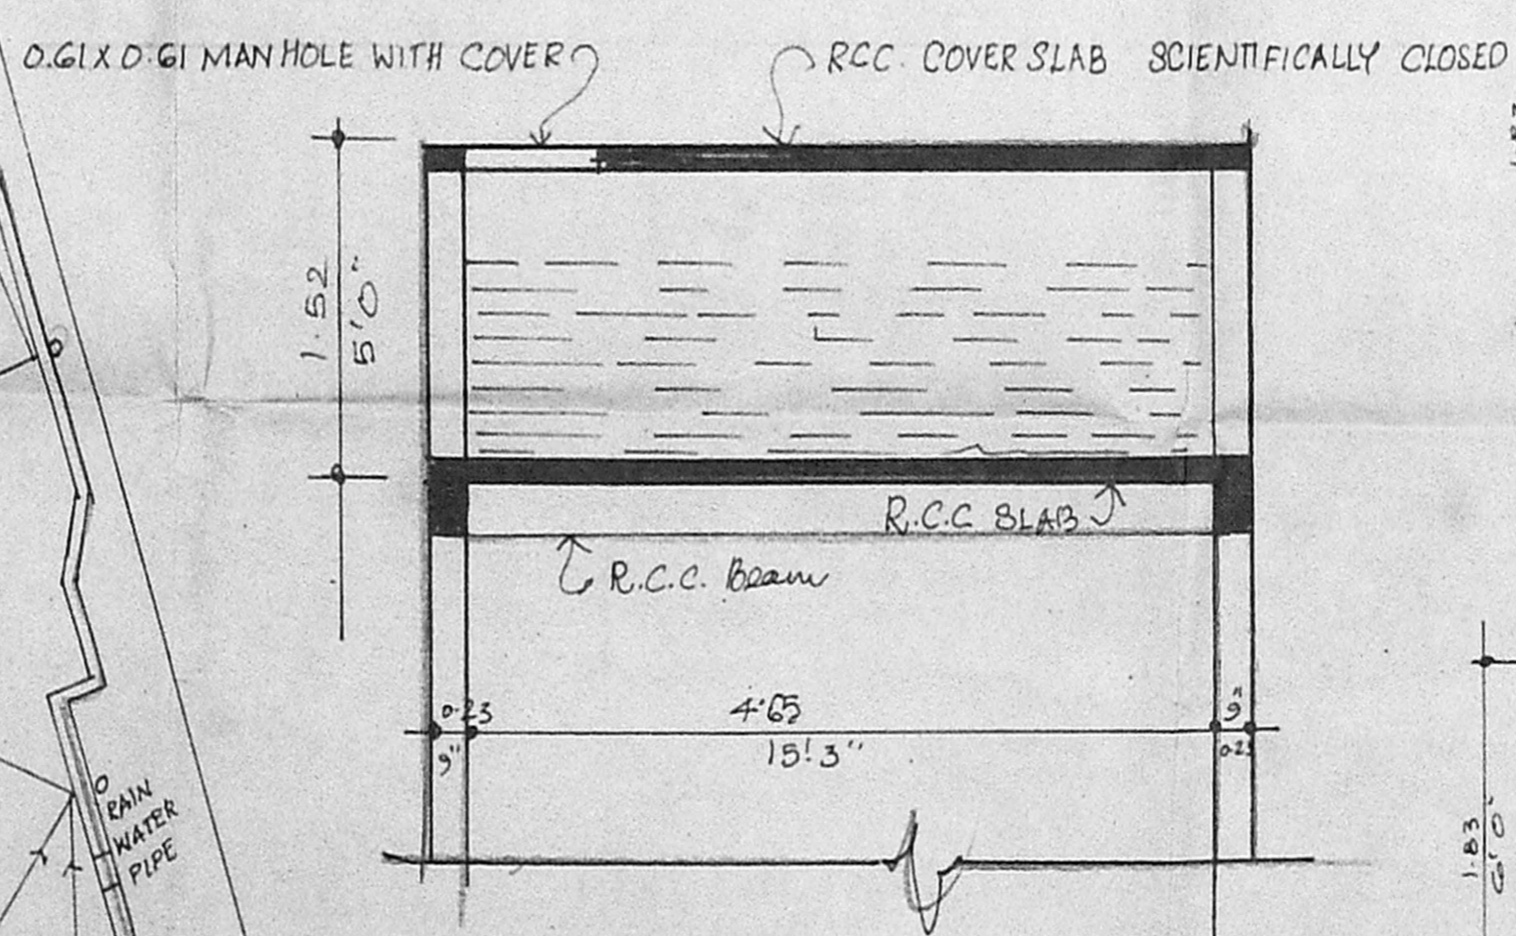 0.61 X 0.61 MAN HOLE WITH COVER
RCC. COVER SLAB SCIENTIFICALLY CLOSED
1.52
5'0"
R.C.C. SLAB
R.C.C. Beam
0.23
9"
4.65
15'3"
9"
0.23
RAIN
WATER
PIPE
1.83
6'0"